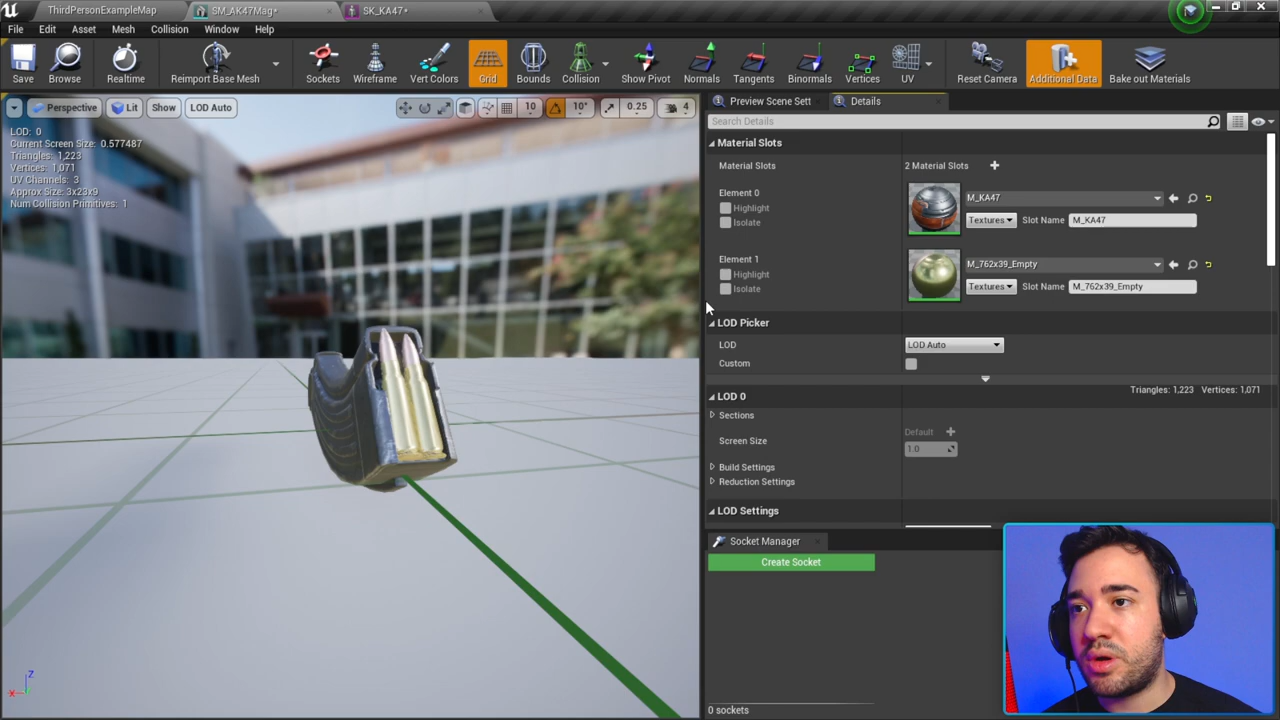 ThirdPersonExampleMap
SM_AK47Mag*
SK_KA47*
File Edit Asset Mesh Collision Window Help
Save
Browse
Realtime
Reimport Base Mesh
Sockets
Wireframe
Vert Colors
Grid
Bounds
Collision
Show Pivot
Normals
Tangents
Binormals
Vertices
UV
Reset Camera
Additional Data
Bake out Materials
Perspective
Lit
Show
LOD Auto
10
10°
0.25
4
LOD: 0
Current Screen Size: 0.577487
Triangles: 1,223
Vertices: 1,071
UV Channels: 3
Approx Size: 3x23x9
Num Collision Primitives: 1
Z
X
Preview Scene Sett
Details
Search Details
Material Slots
Material Slots
2 Material Slots
Element 0
Highlight
Isolate
M_KA47
Textures
Slot Name
M_KA47
Element 1
Highlight
Isolate
M_762x39_Empty
Textures
Slot Name
M_762x39_Empty
LOD Picker
LOD
LOD Auto
Custom
LOD 0
Triangles: 1,223 Vertices: 1,071
Sections
Screen Size
Default
1.0
Build Settings
Reduction Settings
LOD Settings
Socket Manager
Create Socket
0 sockets